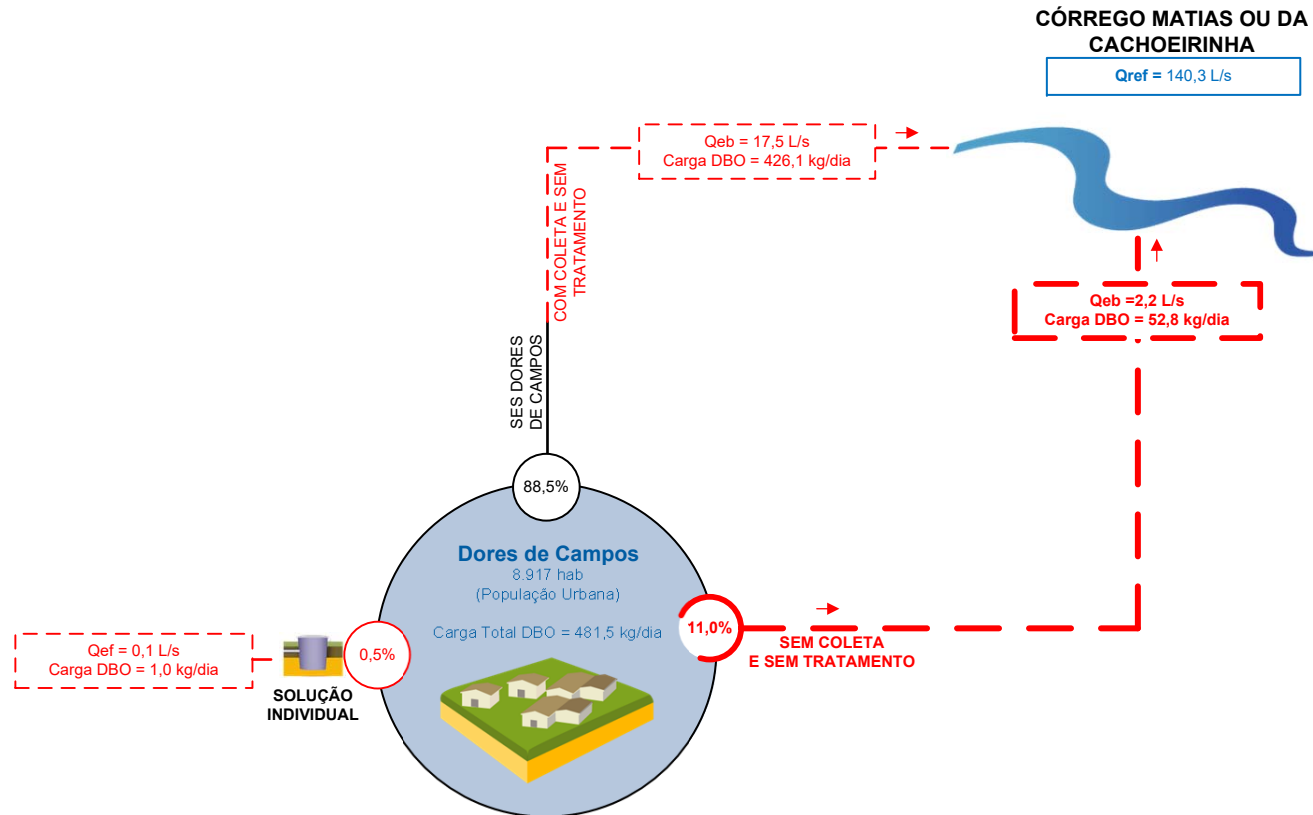 CÓRREGO MATIAS OU DA
CACHOEIRINHA
Qref = 140,3 L/s
Qeb = 17,5 L/s
Carga DBO = 426,1 kg/dia
COM COLETA E SEM
TRATAMENTO
Qeb =2,2 L/s
Carga DBO = 52,8 kg/dia
SES DORES
DE CAMPOS
88,5%
Dores de Campos
8.917 hab
(População Urbana)
Carga Total DBO = 481,5 kg/dia
11,0%
SEM COLETA
E SEM TRATAMENTO
Qef = 0,1 L/s
Carga DBO = 1,0 kg/dia
0,5%
SOLUÇÃO
INDIVIDUAL